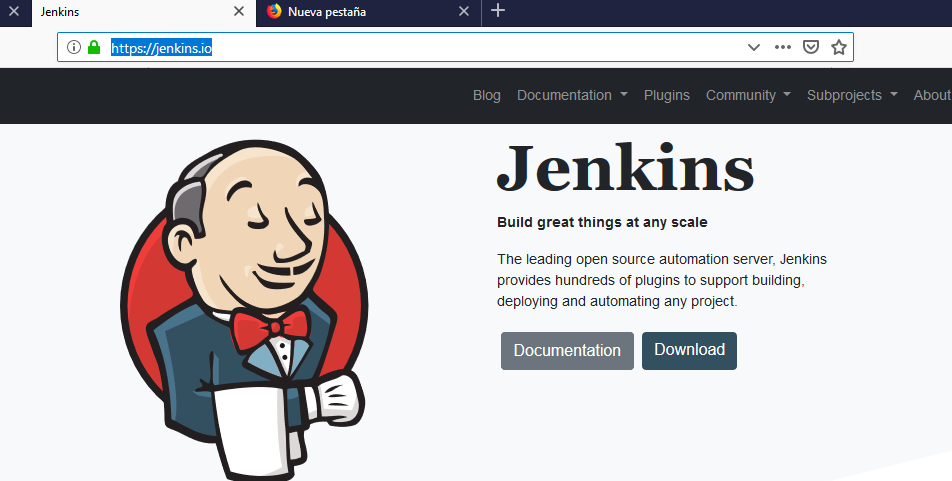 Jenkins
Nueva pestaña
https://jenkins.io
Blog Documentation Plugins Community Subprojects About
Jenkins
Build great things at any scale
The leading open source automation server, Jenkins
provides hundreds of plugins to support building,
deploying and automating any project.
Documentation Download